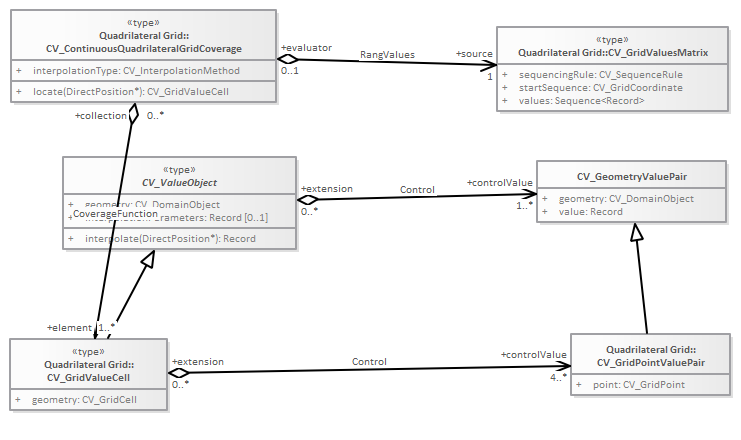 «type»
Quadrilateral Grid::
CV_ContinuousQuadrilateralGridCoverage
+ interpolationType: CV_InterpolationMethod
+ locate(DirectPosition*): CV_GridValueCell
+evaluator
0..1
RangValues
+source
1
«type»
Quadrilateral Grid::CV_GridValuesMatrix
+ sequencingRule: CV_SequenceRule
+ startSequence: CV_GridCoordinate
+ values: Sequence<Record>
+collection
0..*
«type»
CV_ValueObject
+ geometry: CV_DomainObject
+ rameters: Record [0..1]
+ interpolate(DirectPosition*): Record
CoverageFunction
+extension
0..*
Control
+controlValue
1..*
CV_GeometryValuePair
+ geometry: CV_DomainObject
+ value: Record
+element
1..*
«type»
Quadrilateral Grid::
CV_GridValueCell
+ geometry: CV_GridCell
+extension
0..*
Control
+controlValue
4..*
Quadrilateral Grid::
CV_GridPointValuePair
+ point: CV_GridPoint